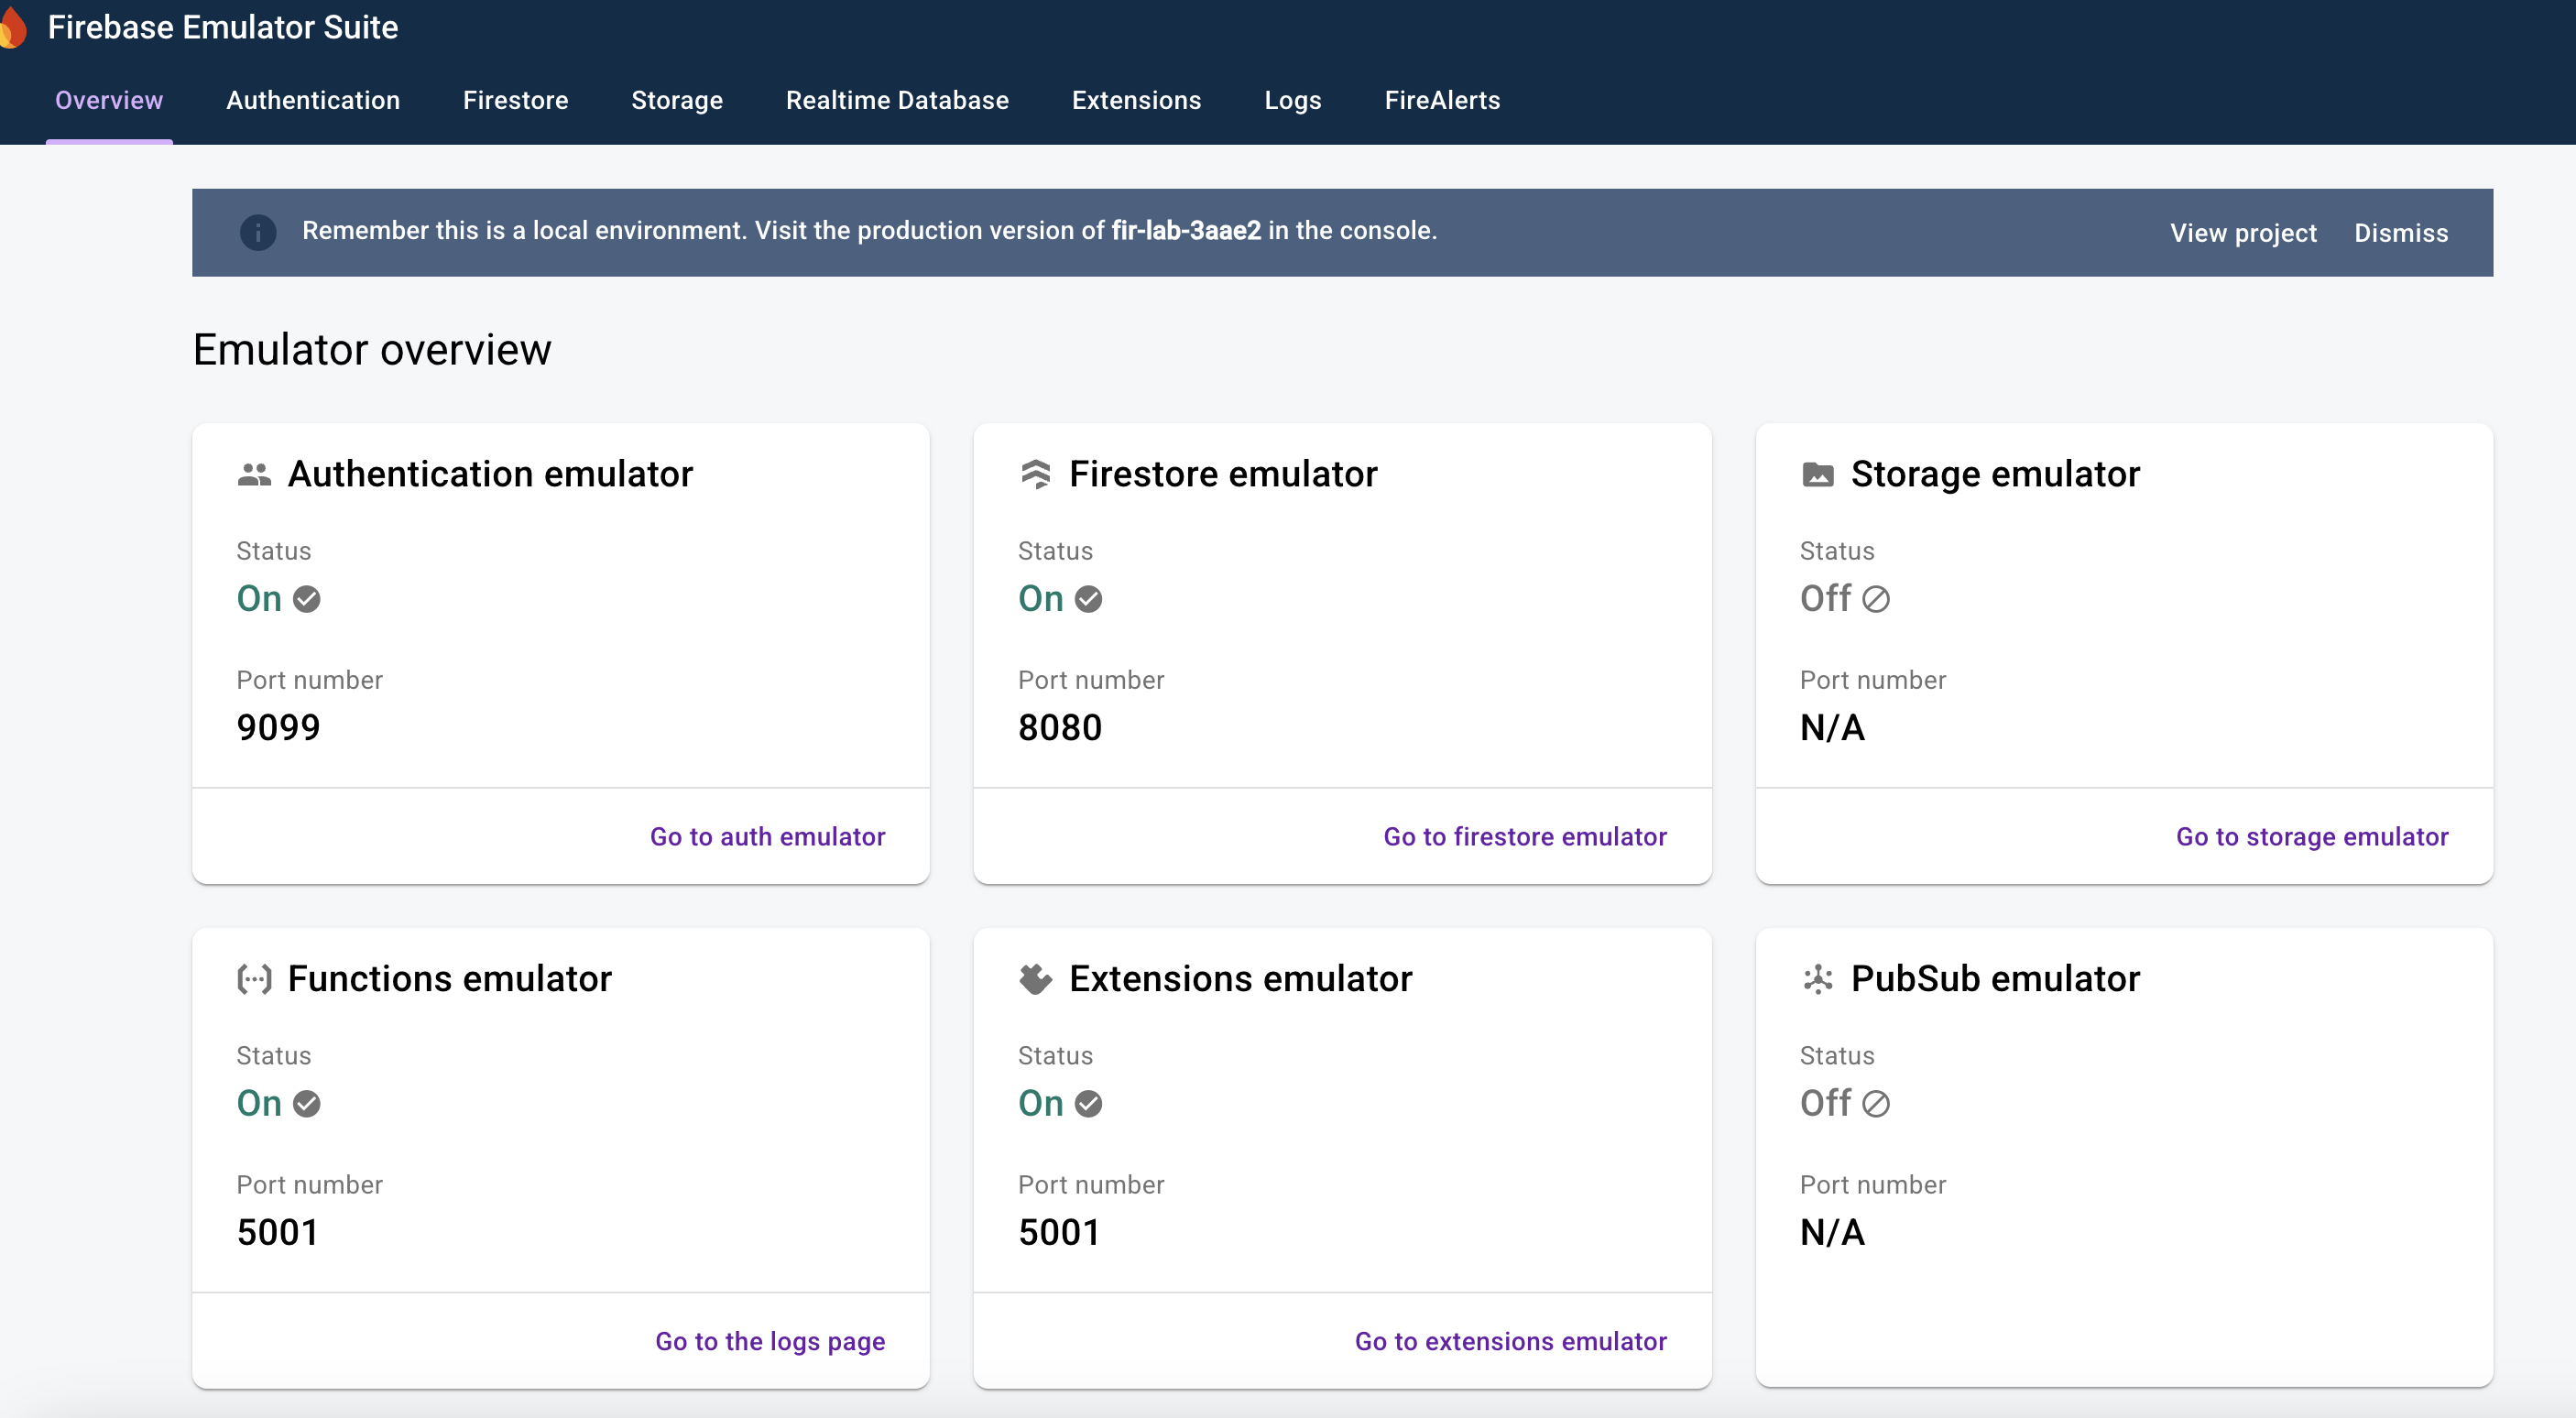 Firebase Emulator Suite
Overview Authentication Firestore Storage Realtime Database Extensions Logs FireAlerts
Remember this is a local environment. Visit the production version of fir-lab-3aae2 in the console. View project Dismiss
Emulator overview
Authentication emulator
Status
On
Port number
9099
Go to auth emulator
Firestore emulator
Status
On
Port number
8080
Go to firestore emulator
Storage emulator
Status
Off
Port number
N/A
Go to storage emulator
Functions emulator
Status
On
Port number
5001
Go to the logs page
Extensions emulator
Status
On
Port number
5001
Go to extensions emulator
PubSub emulator
Status
Off
Port number
N/A